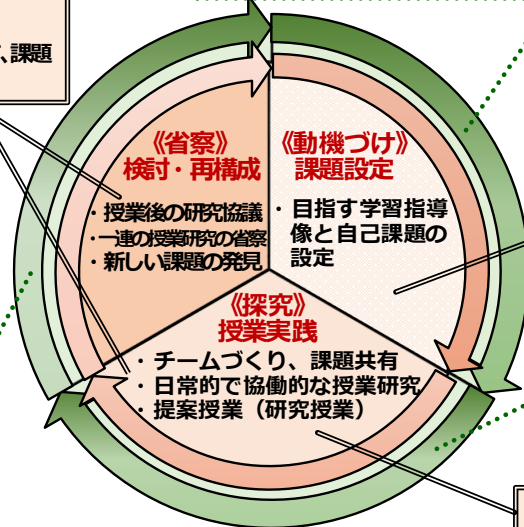 、課題
《省察》
検討・再構成
・授業後の研究協議
・一連の授業研究の省察
・新しい課題の発見
《動機づけ》
課題設定
・目指す学習指導
像と自己課題の
設定
《探究》
授業実践
・チームづくり、課題共有
・日常的で協働的な授業研究
・提案授業（研究授業）